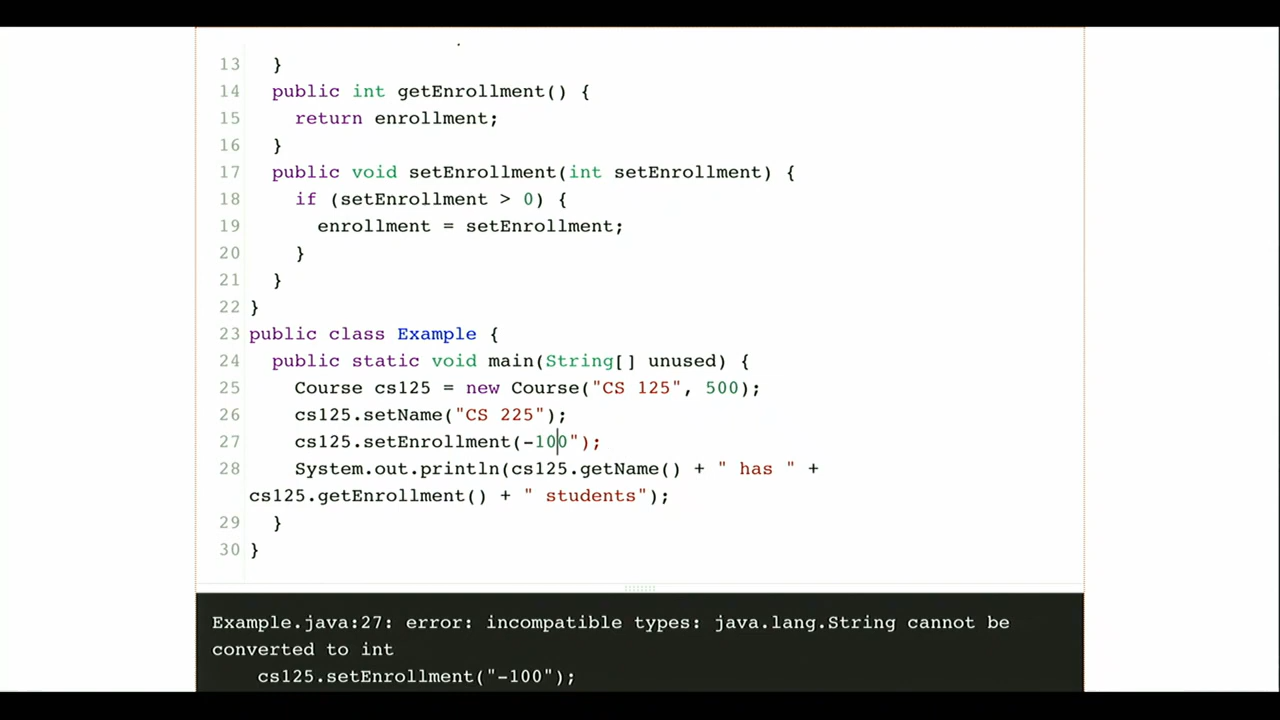 13 }
14 public int getEnrollment() {
15 return enrollment;
16 }
17 public void setEnrollment(int setEnrollment) {
18 if (setEnrollment > 0) {
19 enrollment = setEnrollment;
20 }
21 }
22 }
23 public class Example {
24 public static void main(String[] unused) {
25 Course cs125 = new Course("CS 125", 500);
26 cs125.setName("CS 225");
27 cs125.setEnrollment(-100");
28 System.out.println(cs125.getName() + " has " +
cs125.getEnrollment() + " students");
29 }
30 }
Example.java:27: error: incompatible types: java.lang.String cannot be
converted to int
cs125.setEnrollment("-100");